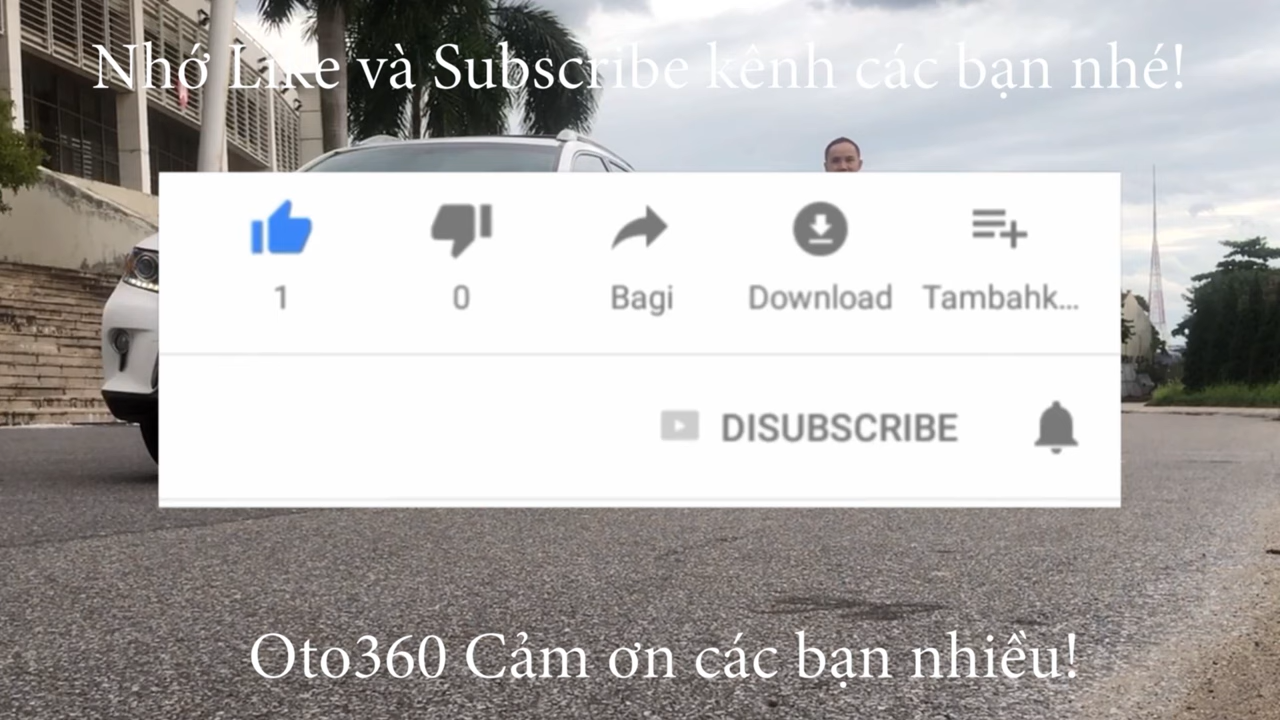 Nhớ Like và Subscribe kênh các bạn nhé!
1 0 Bagi Download Tambahk...
DISUBSCRIBE
Oto360 Cảm ơn các bạn nhiều!